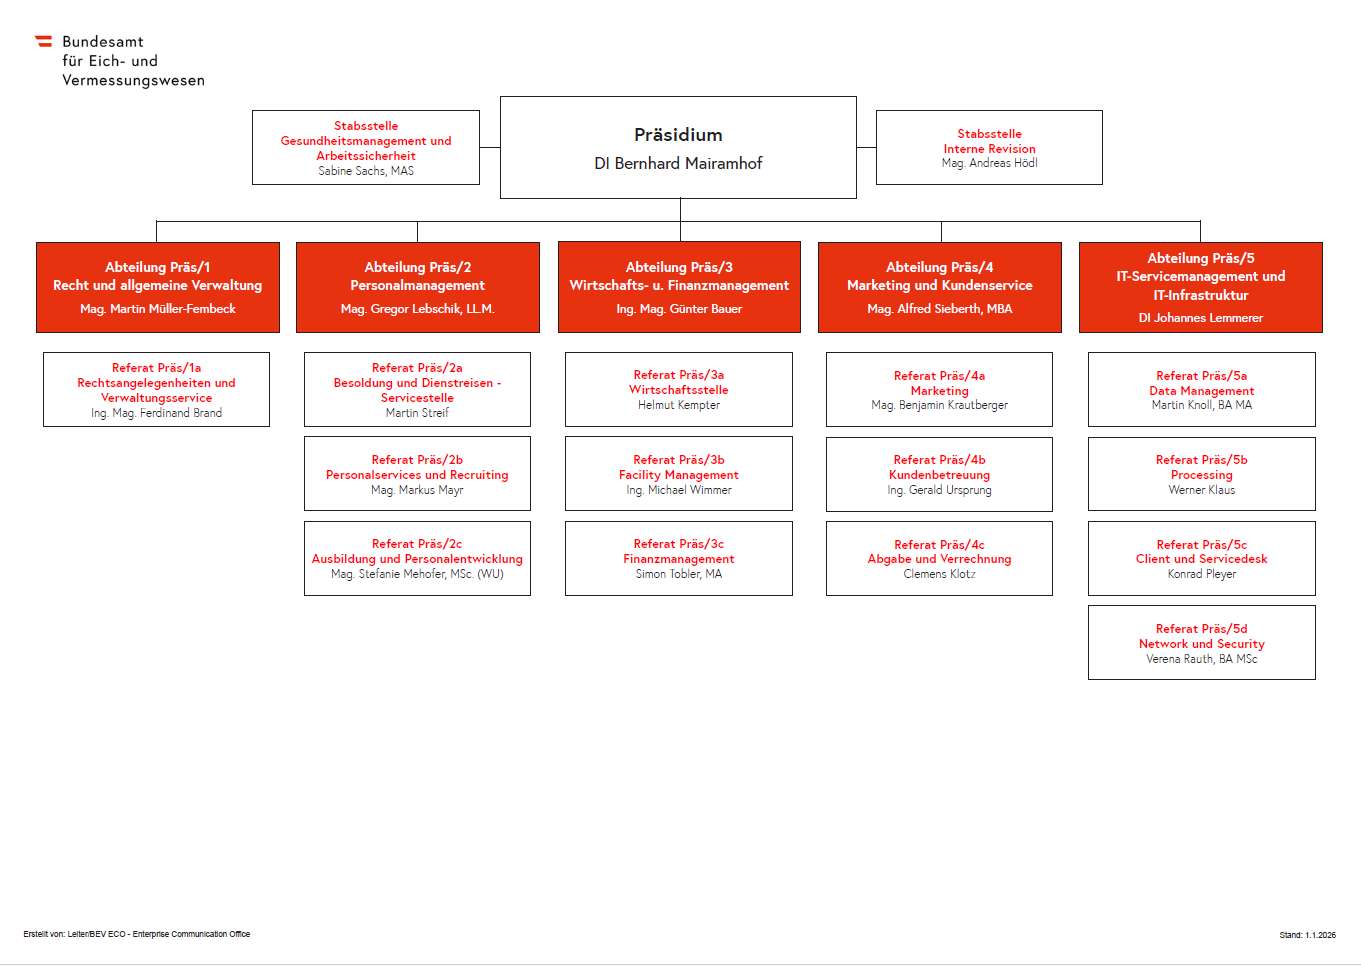 Bundesamt
für Eich- und
Vermessungswesen
Stabsstelle
Gesundheitsmanagement und
Arbeitssicherheit
Sabine Sachs, MAS
Präsidium
DI Bernhard Mairamhof
Stabsstelle
Interne Revision
Mag. Andreas Hödl
Abteilung Präs/1
Recht und allgemeine Verwaltung
Mag. Martin Müller-Fembeck
Abteilung Präs/2
Personalmanagement
Mag. Gregor Lebschik, LL.M.
Abteilung Präs/3
Wirtschafts- u. Finanzmanagement
Ing. Mag. Günter Bauer
Abteilung Präs/4
Marketing und Kundenservice
Mag. Alfred Sieberth, MBA
Abteilung Präs/5
IT-Servicemanagement und
IT-Infrastruktur
DI Johannes Lemmerer
Referat Präs/1a
Rechtsangelegenheiten und
Verwaltungsservice
Ing. Mag. Ferdinand Brand
Referat Präs/2a
Besoldung und Dienstreisen -
Servicestelle
Martin Streif
Referat Präs/2b
Personalservices und Recruiting
Mag. Markus Mayr
Referat Präs/2c
Ausbildung und Personalentwicklung
Mag. Stefanie Mehofer, MSc. (WU)
Referat Präs/3a
Wirtschaftsstelle
Helmut Kempter
Referat Präs/3b
Facility Management
Ing. Michael Wimmer
Referat Präs/3c
Finanzmanagement
Simon Tobler, MA
Referat Präs/4a
Marketing
Mag. Benjamin Krautberger
Referat Präs/4b
Kundenbetreuung
Ing. Gerald Ursprung
Referat Präs/4c
Abgabe und Verrechnung
Clemens Klotz
Referat Präs/5a
Data Management
Martin Knoll, BA MA
Referat Präs/5b
Processing
Werner Klaus
Referat Präs/5c
Client und Servicedesk
Konrad Pleyer
Referat Präs/5d
Network und Security
Verena Rauth, BA MSc
Erstellt von: Leiter/BEV ECO - Enterprise Communication Office
Stand: 1.1.2026